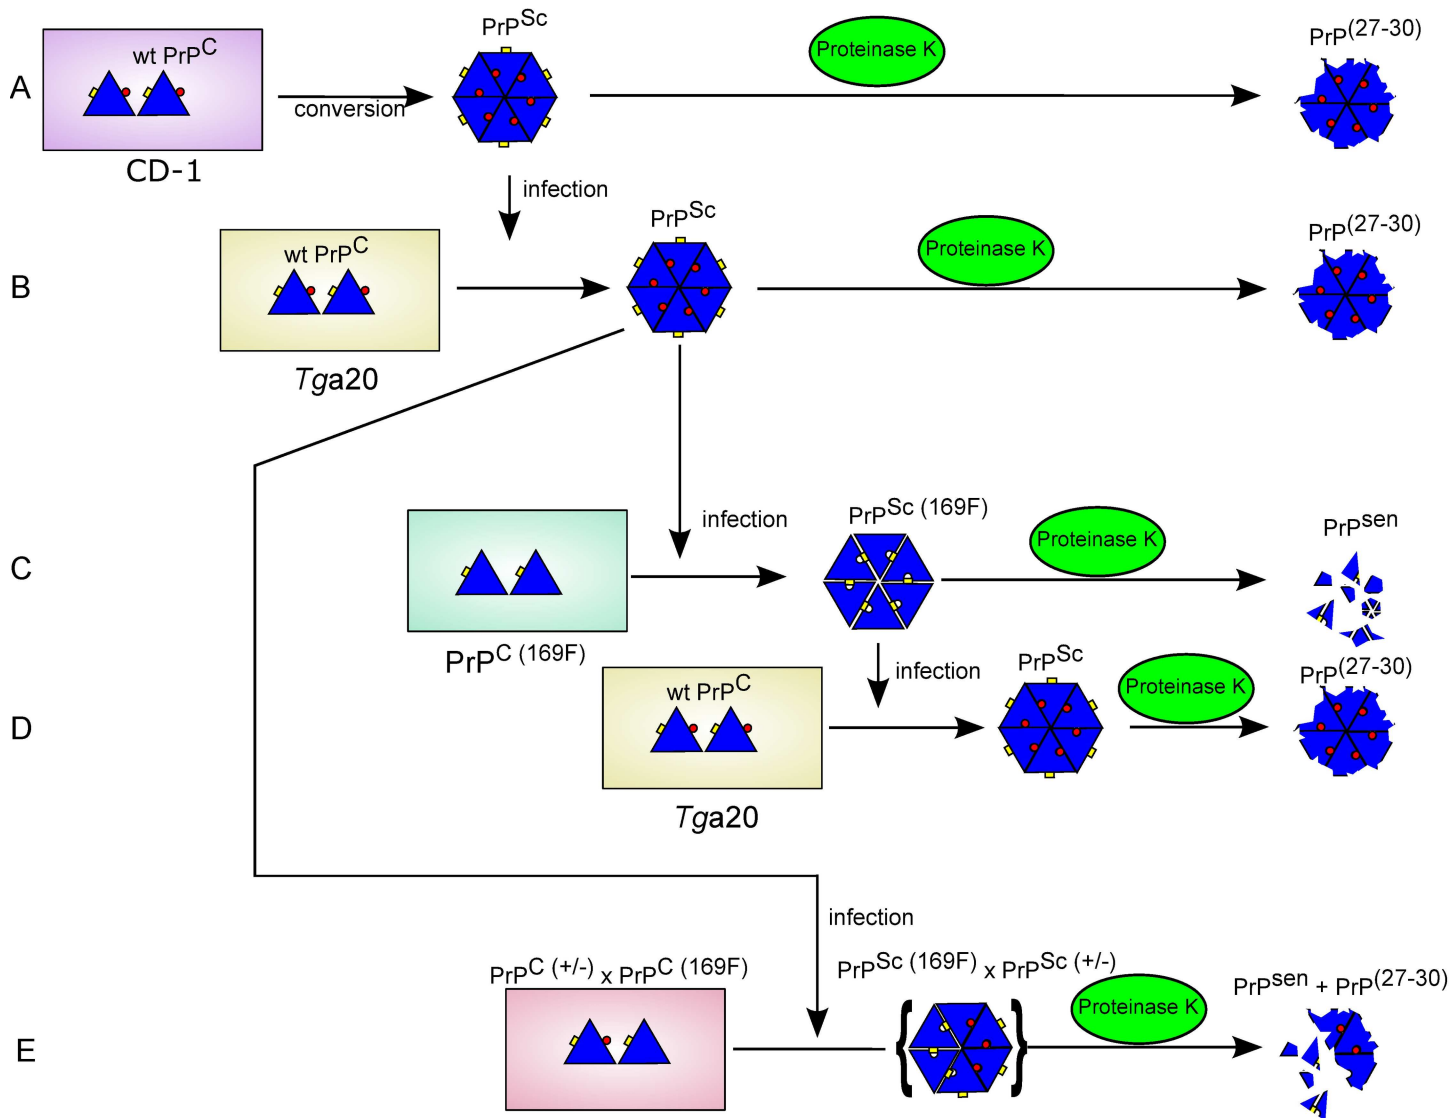 A
wt PrP^C
CD-1
conversion
PrP^Sc
Proteinase K
PrP^(27-30)
infection
B
wt PrP^C
Tga20
PrP^Sc
Proteinase K
PrP^(27-30)
infection
C
PrP^C (169F)
PrP^Sc (169F)
Proteinase K
PrP^sen
infection
D
wt PrP^C
Tga20
PrP^Sc
Proteinase K
PrP^(27-30)
infection
E
PrP^C (+/-) x PrP^C (169F)
PrP^Sc (169F) x PrP^Sc (+/-)
{ }
Proteinase K
PrP^sen + PrP^(27-30)